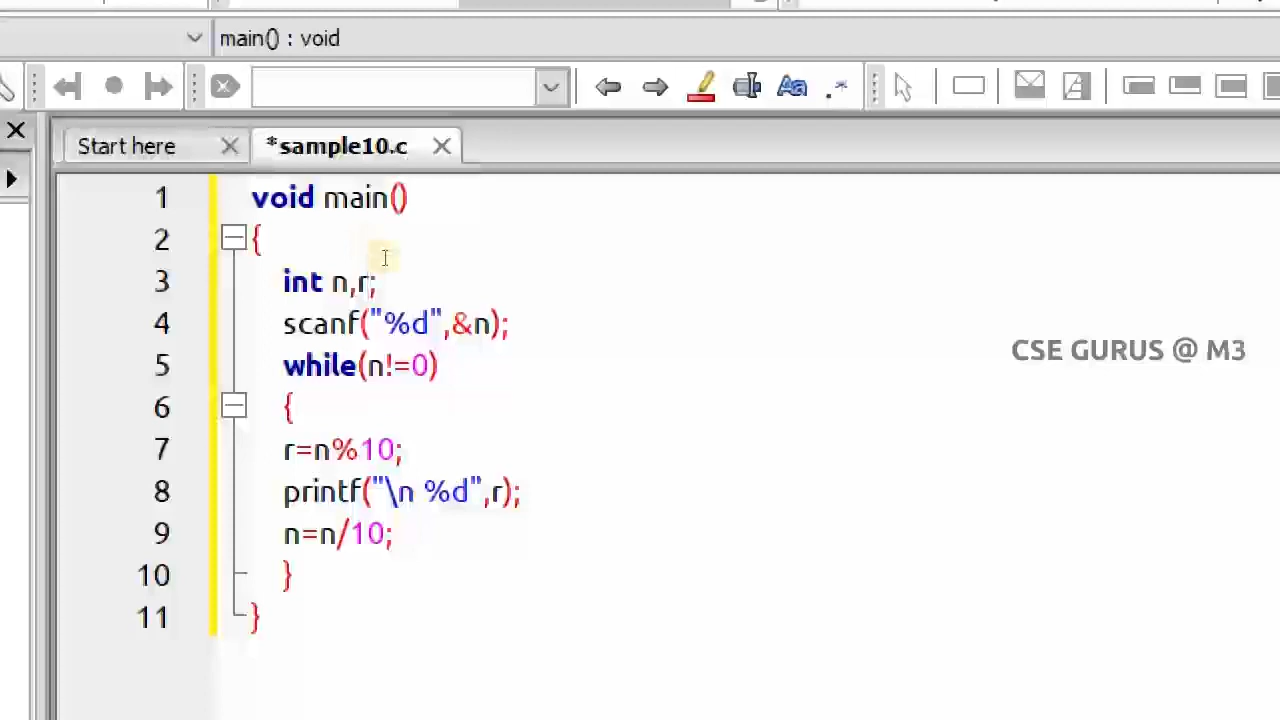 main() : void
Start here
*sample10.c
1 void main()
2 {
3 int n,r;
4 scanf("%d",&n);
5 while(n!=0)
6 {
7 r=n%10;
8 printf("\n %d",r);
9 n=n/10;
10 }
11 }
CSE GURUS @ M3